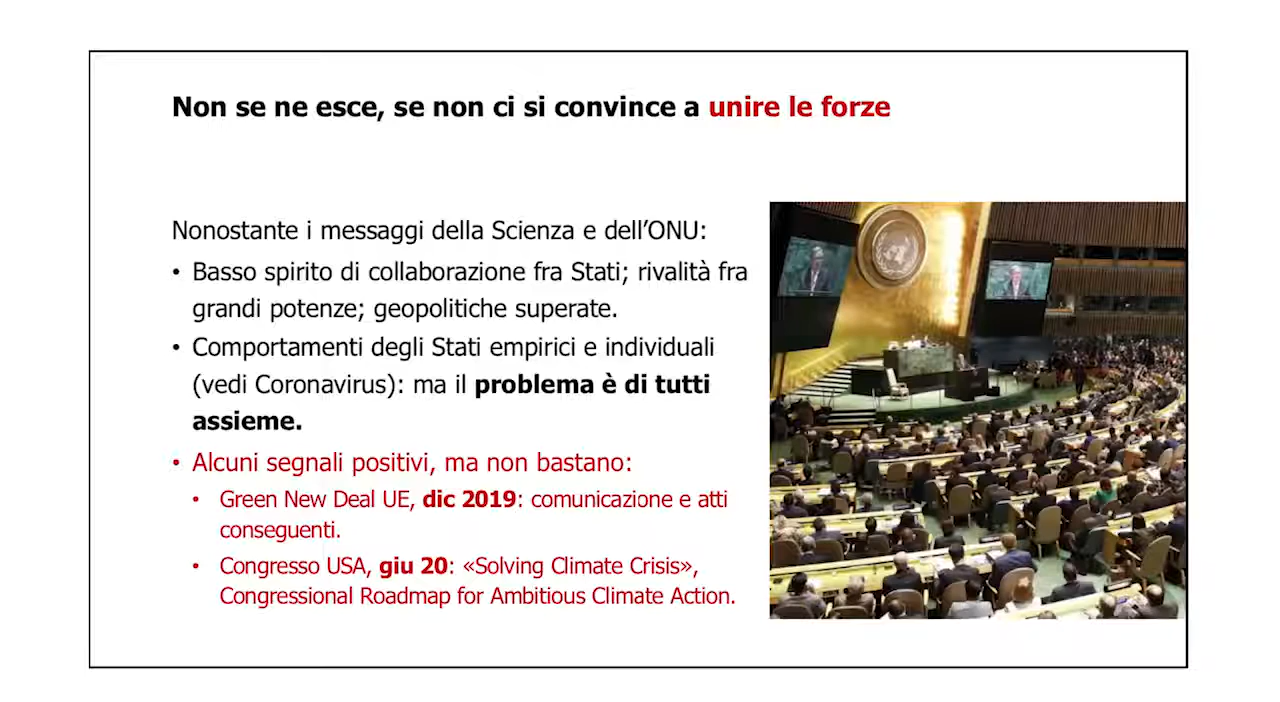 Non se ne esce, se non ci si convince a unire le forze
Nonostante i messaggi della Scienza e dell’ONU:
• Basso spirito di collaborazione fra Stati; rivalità fra
grandi potenze; geopolitiche superate.
• Comportamenti degli Stati empirici e individuali
(vedi Coronavirus): ma il problema è di tutti
assieme.
• Alcuni segnali positivi, ma non bastano:
• Green New Deal UE, dic 2019: comunicazione e atti
conseguenti.
• Congresso USA, giu 20: «Solving Climate Crisis»,
Congressional Roadmap for Ambitious Climate Action.